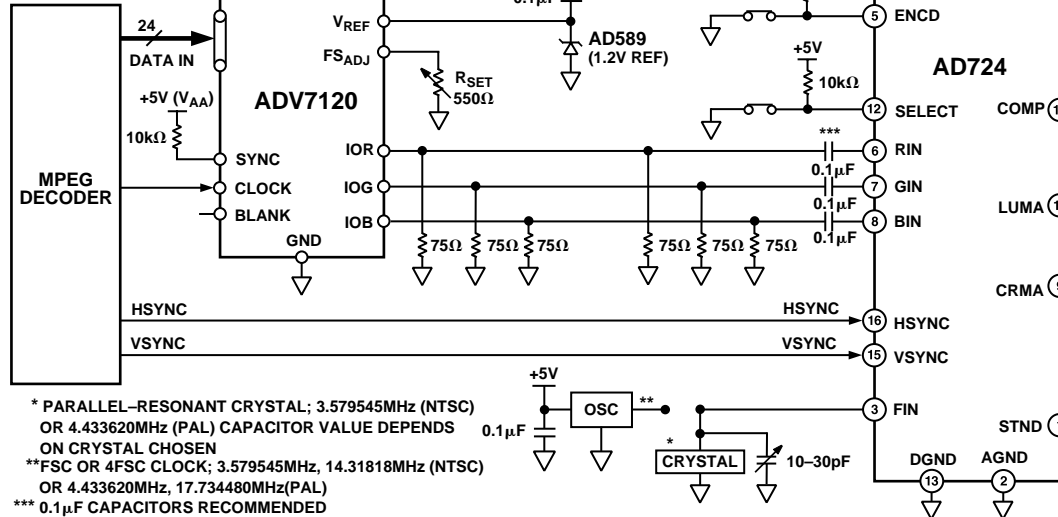 0.1µF
24
DATA IN
+5V (VAA)
10kΩ
MPEG
DECODER
VREF
FSADJ
ADV7120
RSET
550Ω
AD589
(1.2V REF)
SYNC
CLOCK
BLANK
GND
IOR
IOG
IOB
75Ω
75Ω
75Ω
75Ω
75Ω
75Ω
+5V
10kΩ
***
0.1µF
0.1µF
0.1µF
5 ENCD
12 SELECT
6 RIN
7 GIN
8 BIN
AD724
COMP
LUMA
CRMA
STND
HSYNC
HSYNC
16 HSYNC
VSYNC
VSYNC
15 VSYNC
+5V
0.1µF
OSC
**
*
CRYSTAL
10–30pF
3 FIN
DGND
13
AGND
2
* PARALLEL–RESONANT CRYSTAL; 3.579545MHz (NTSC)
OR 4.433620MHz (PAL) CAPACITOR VALUE DEPENDS
ON CRYSTAL CHOSEN
**FSC OR 4FSC CLOCK; 3.579545MHz, 14.31818MHz (NTSC)
OR 4.433620MHz, 17.734480MHz(PAL)
*** 0.1µF CAPACITORS RECOMMENDED